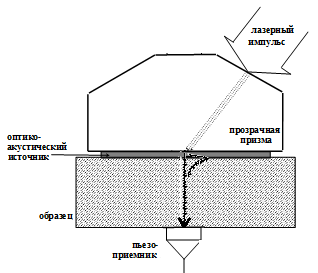 лазерный
импульс
прозрачная
призма
оптико-
акустический
источник
образец
пьезо-
приемник